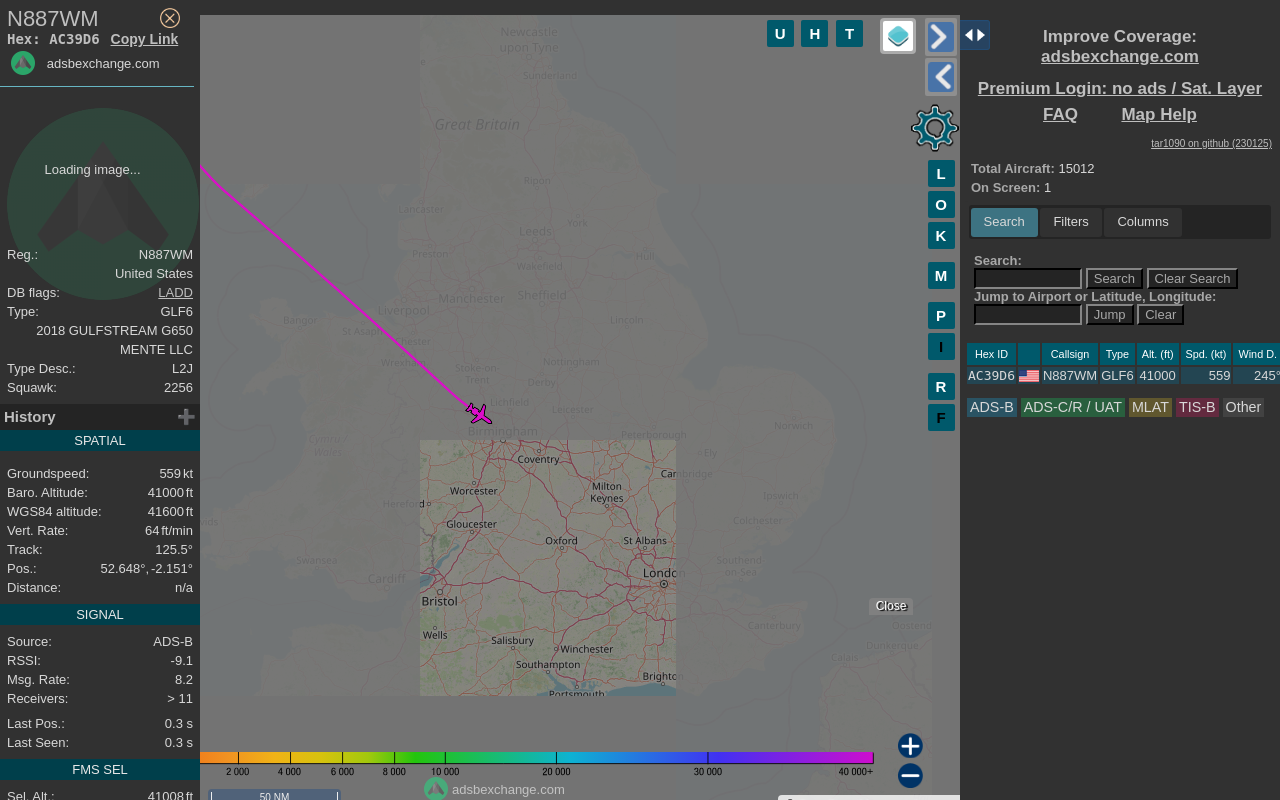 N887WM
Hex: AC39D6 Copy Link
adsbexchange.com
Loading image...
Reg.: N887WM
United States
DB flags: LADD
Type: GLF6
2018 GULFSTREAM G650
MENTE LLC
Type Desc.: L2J
Squawk: 2256
History
SPATIAL
Groundspeed: 559 kt
Baro. Altitude: 41000 ft
WGS84 altitude: 41600 ft
Vert. Rate: 64 ft/min
Track: 125.5°
Pos.: 52.648°, -2.151°
Distance: n/a
SIGNAL
Source: ADS-B
RSSI: -9.1
Msg. Rate: 8.2
Receivers: > 11
Last Pos.: 0.3 s
Last Seen: 0.3 s
FMS SEL
Sel. Alt.: 41008 ft
U H T
L
O
K
M
P
I
R
F
Newcastle
upon Tyne
Sunderland
Great Britain
Ripon
Lancaster
York
Leeds
Preston
Hull
Wakefield
Manchester
Sheffield
Liverpool
Bangor
St Asaph
Chester
Lincoln
Wrexham
Stoke-on-
Trent
Nottingham
Derby
Lichfield
Leicester
Birmingham
Peterborough
Norwich
Cymru /
Wales
Ely
Coventry
Cambridge
Worcester
Milton
Keynes
Ipswich
Hereford
Gloucester
Colchester
Oxford
St Albans
Swansea
Southend
-on-Sea
Cardiff
London
Bristol
Close
Canterbury
Oostende
Wells
Salisbury
Winchester
Dunkerque
Calais
Southampton
Brighton
Portsmouth
2 000 4 000 6 000 8 000 10 000 20 000 30 000 40 000+
adsbexchange.com
50 NM
Improve Coverage:
adsbexchange.com
Premium Login: no ads / Sat. Layer
FAQ Map Help
tar1090 on github (230125)
Total Aircraft: 15012
On Screen: 1
Search Filters Columns
Search:
Search Clear Search
Jump to Airport or Latitude, Longitude:
Jump Clear
Hex ID Callsign Type Alt. (ft) Spd. (kt) Wind D.
AC39D6 N887WM GLF6 41000 559 245°
ADS-B ADS-C/R / UAT MLAT TIS-B Other